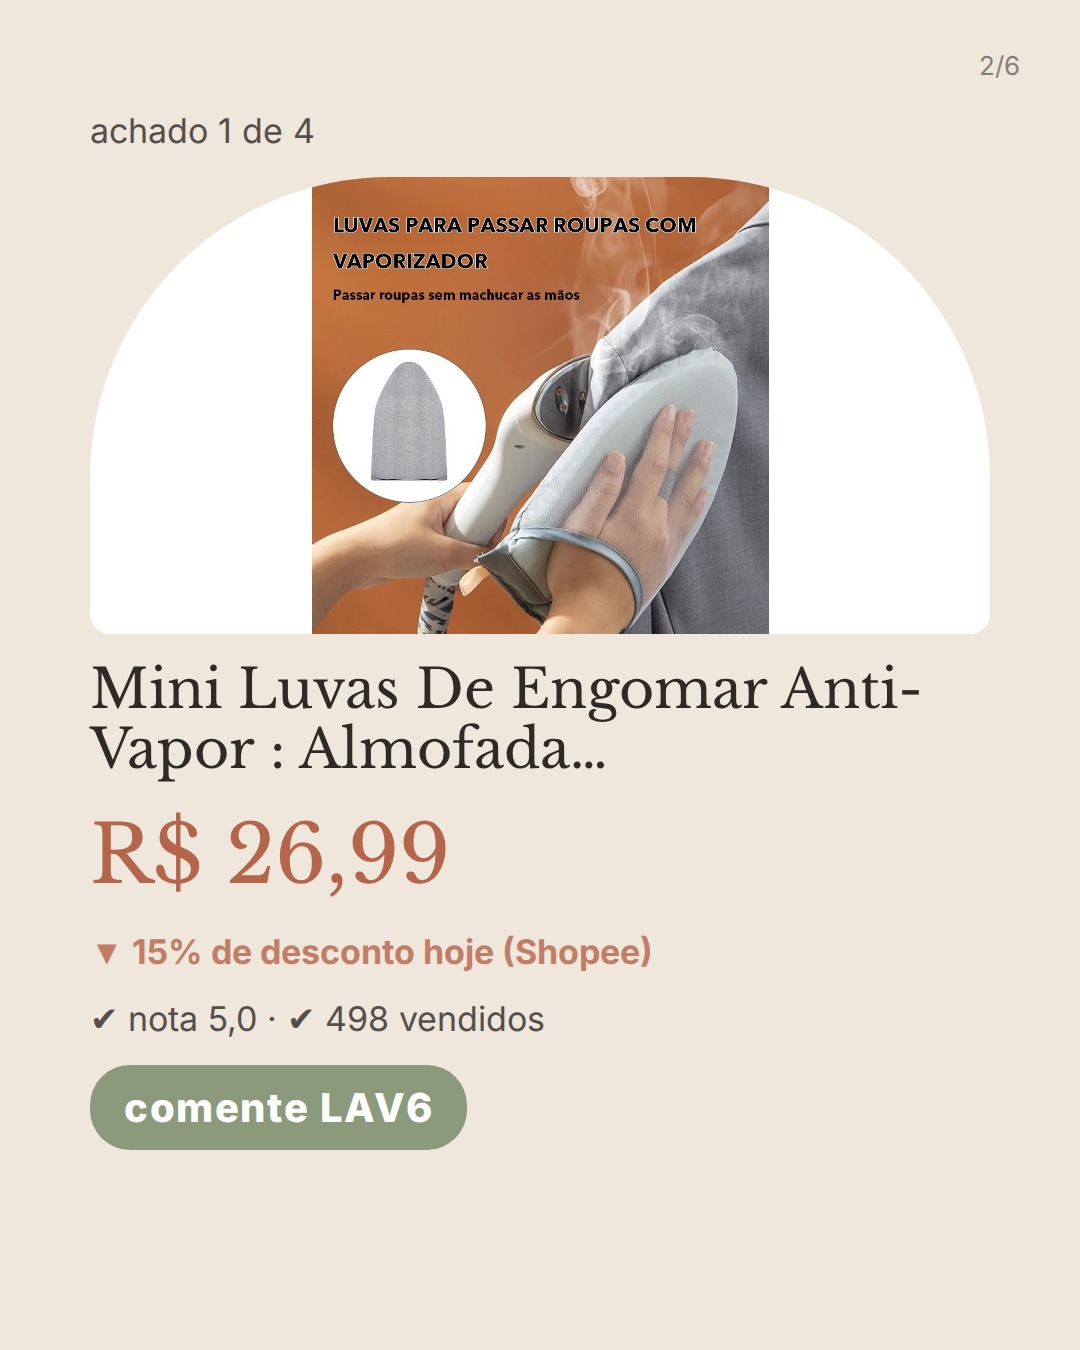 2/6
achado 1 de 4
LUVAS PARA PASSAR ROUPAS COM
VAPORIZADOR
Passar roupas sem machucar as mãos
Mini Luvas De Engomar Anti-
Vapor : Almofada...
R$ 26,99
▼ 15% de desconto hoje (Shopee)
✔ nota 5,0 · ✔ 498 vendidos
comente LAV6